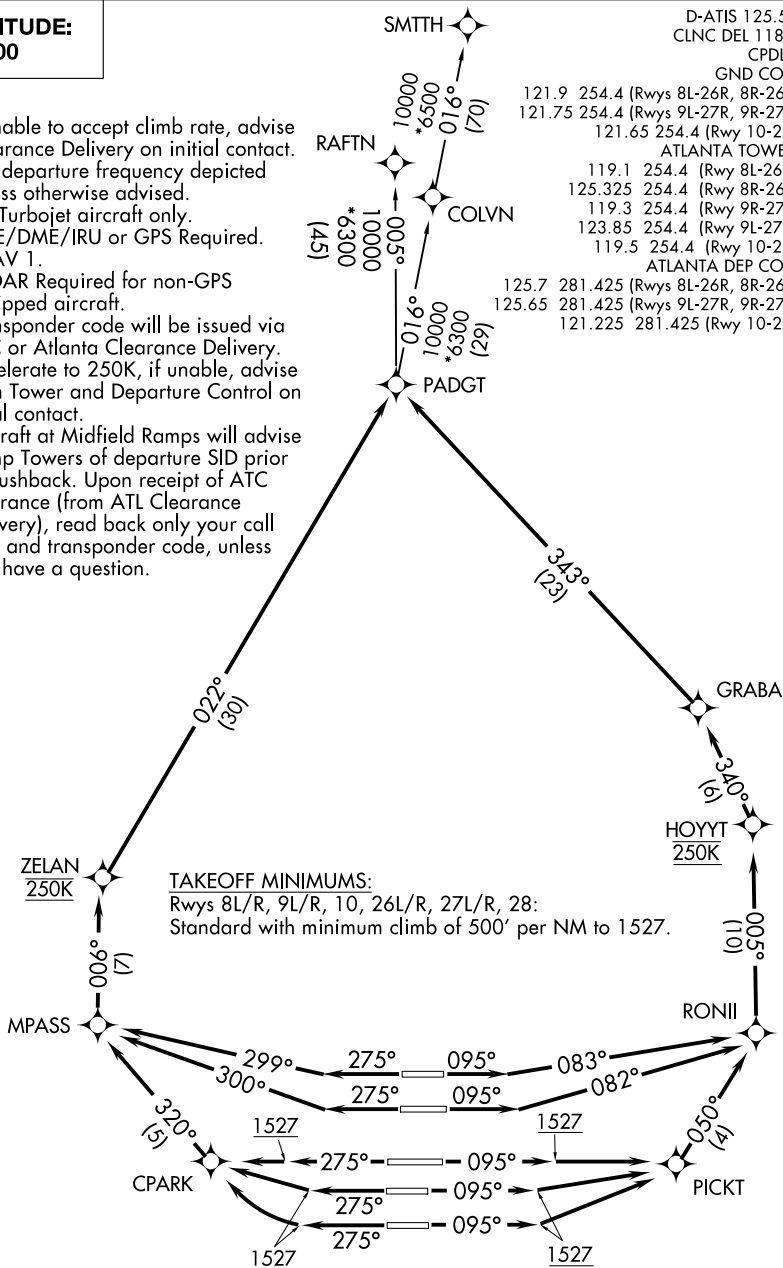 ITUDE:
00
able to accept climb rate, advise
arance Delivery on initial contact.
departure frequency depicted
ss otherwise advised.
Turbojet aircraft only.
E/DME/IRU or GPS Required.
AV 1.
DAR Required for non-GPS
ipped aircraft.
nsponder code will be issued via
C or Atlanta Clearance Delivery.
elerate to 250K, if unable, advise
n Tower and Departure Control on
al contact.
raft at Midfield Ramps will advise
np Towers of departure SID prior
ushback. Upon receipt of ATC
rance (from ATL Clearance
very), read back only your call
and transponder code, unless
have a question.
D-ATIS 125.5
CLNC DEL 118
CPDL
GND CO
121.9 254.4 (Rwys 8L-26R, 8R-26
121.75 254.4 (Rwys 9L-27R, 9R-27
121.65 254.4 (Rwy 10-2
ATLANTA TOWE
119.1 254.4 (Rwy 8L-26
125.325 254.4 (Rwy 8R-26
119.3 254.4 (Rwy 9R-27
123.85 254.4 (Rwy 9L-27
119.5 254.4 (Rwy 10-2
ATLANTA DEP CO
125.7 281.425 (Rwys 8L-26R, 8R-26
125.65 281.425 (Rwys 9L-27R, 9R-27
121.225 281.425 (Rwy 10-2
SMTTH
10000
*6500
016°
(70)
RAFTN
COLVN
005°
10000
*6300
(45)
016°
10000
*6300
(29)
PADGT
343°
(23)
022°
(30)
GRABA
340°
(6)
HOYYT
250K
ZELAN
250K
TAKEOFF MINIMUMS:
Rwys 8L/R, 9L/R, 10, 26L/R, 27L/R, 28:
Standard with minimum climb of 500' per NM to 1527.
006°
(7)
005°
(10)
MPASS
RONII
299°
275°
095°
083°
300°
275°
095°
082°
320°
(5)
1527
1527
050°
(4)
275°
095°
CPARK
PICKT
275°
095°
275°
095°
1527
1527